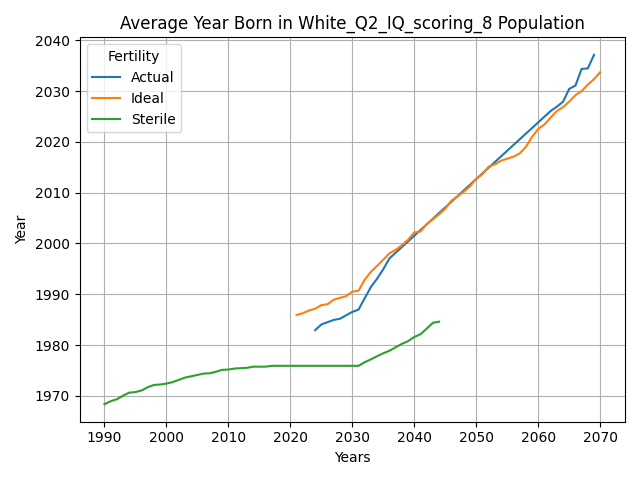 Average Year Born in White_Q2_IQ_scoring_8 Population
Fertility
Actual
Ideal
Sterile
2040
2030
2020
2010
2000
1990
1980
1970
Year
1990
2000
2010
2020
2030
2040
2050
2060
2070
Years